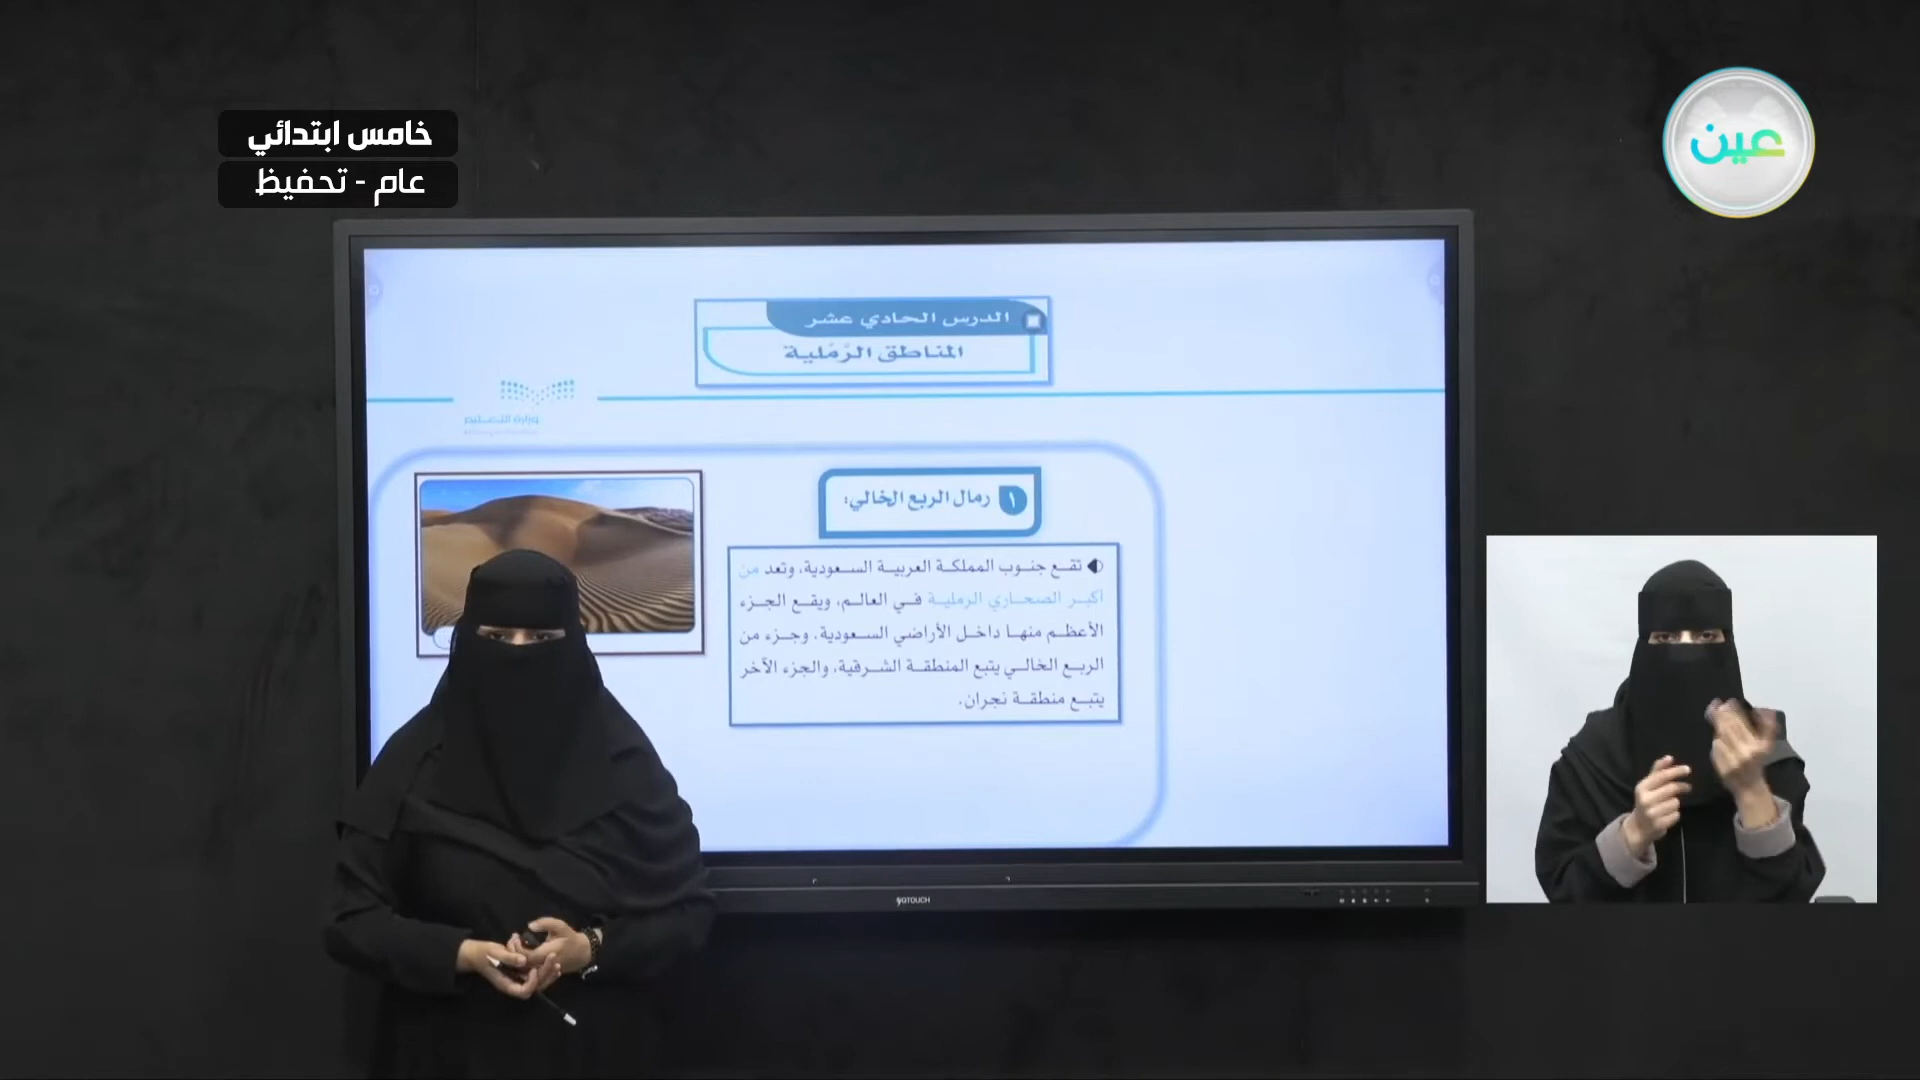 خامس ابتدائي
عام - تحفيظ
عين
الدرس الحادي عشر
المناطق الرَّمْلية
وزارة التعليم
١ رمال الربع الخالي:
تقع جنوب المملكة العربية السعودية، وتعد من
أكبر الصحاري الرملية في العالم، ويقع الجزء
الأعظم منها داخل الأراضي السعودية. وجزء من
الربع الخالي يتبع المنطقة الشرقية، والجزء الآخر
يتبع منطقة نجران.
YQTOUCH